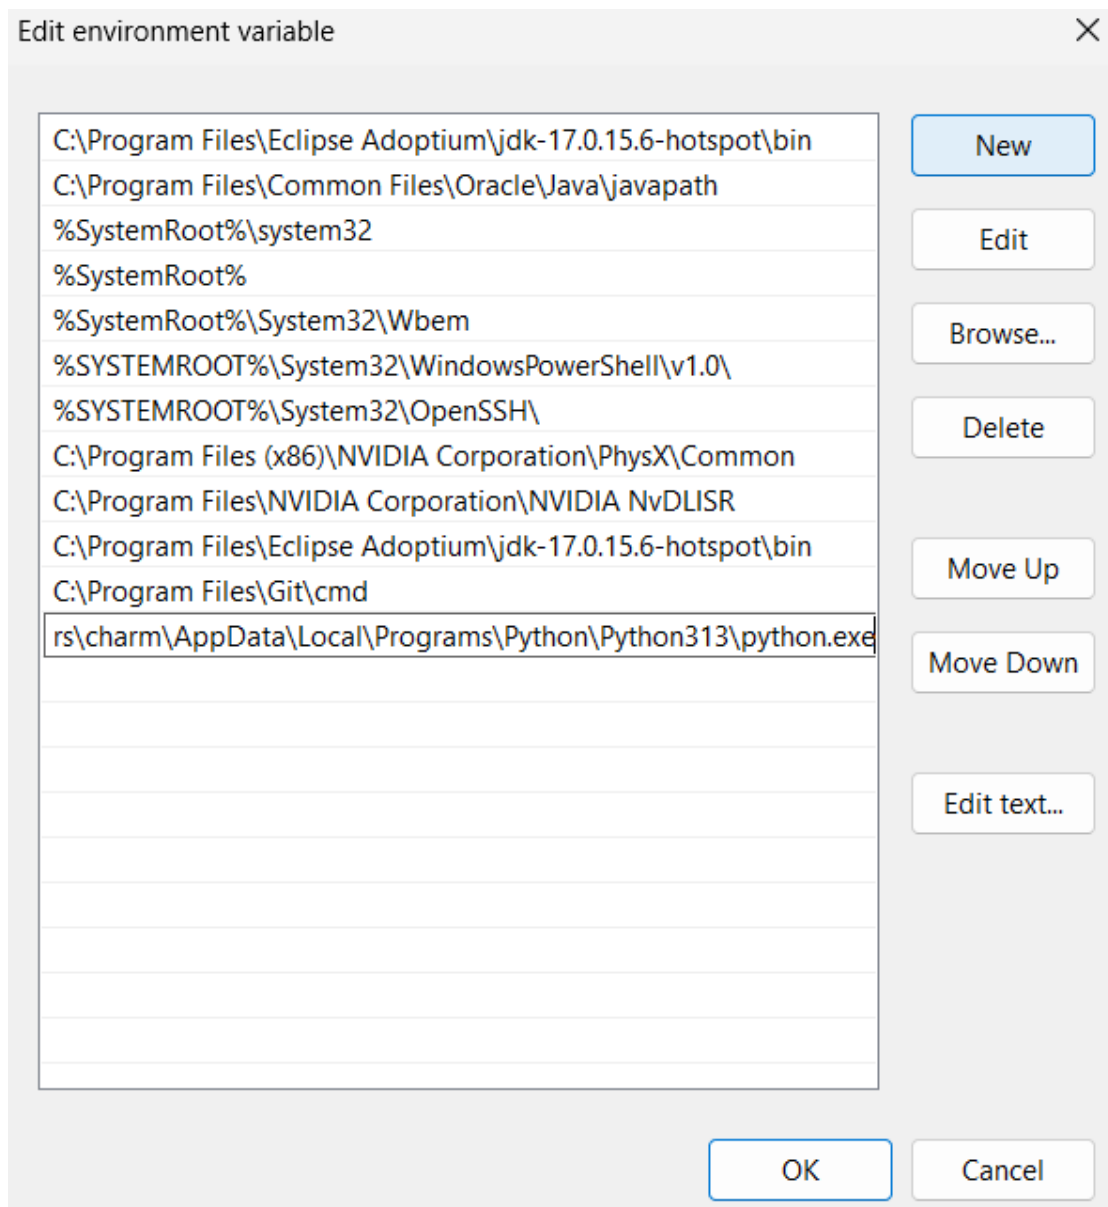 Edit environment variable
C:\Program Files\Eclipse Adoptium\jdk-17.0.15.6-hotspot\bin
C:\Program Files\Common Files\Oracle\Java\javapath
%SystemRoot%\system32
%SystemRoot%
%SystemRoot%\System32\Wbem
%SYSTEMROOT%\System32\WindowsPowerShell\v1.0\
%SYSTEMROOT%\System32\OpenSSH\
C:\Program Files (x86)\NVIDIA Corporation\PhysX\Common
C:\Program Files\NVIDIA Corporation\NVIDIA NvDLISR
C:\Program Files\Eclipse Adoptium\jdk-17.0.15.6-hotspot\bin
C:\Program Files\Git\cmd
rs\charm\AppData\Local\Programs\Python\Python313\python.exe
New
Edit
Browse...
Delete
Move Up
Move Down
Edit text...
OK
Cancel